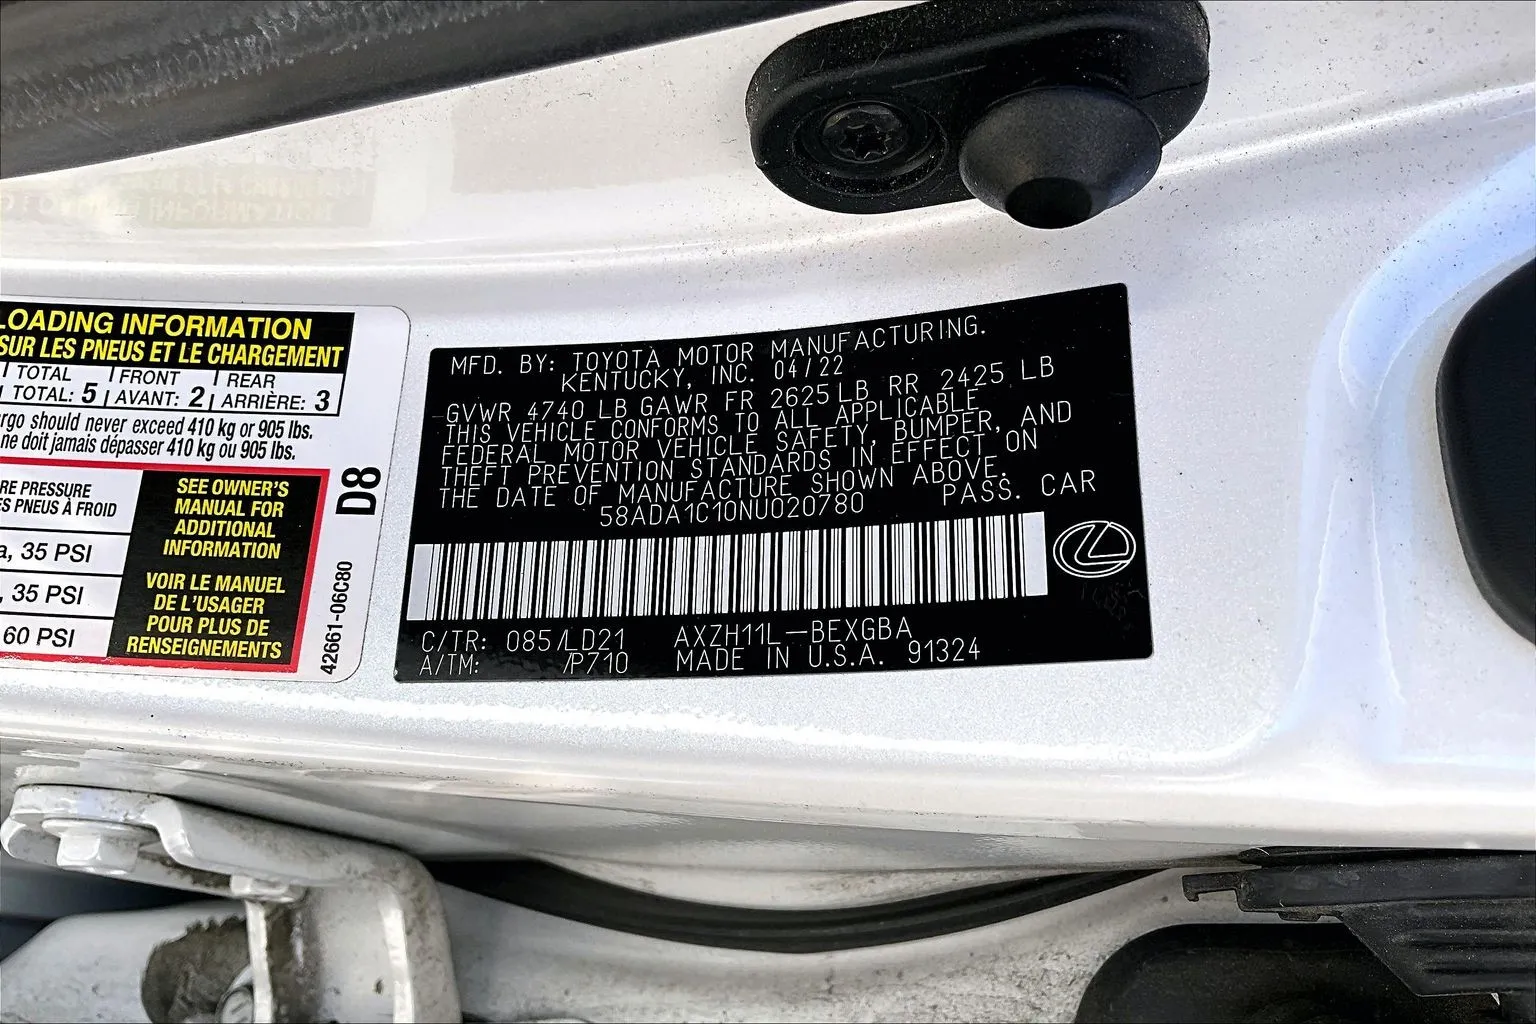 LOADING INFORMATION
SUR LES PNEUS ET LE CHARGEMENT
TOTAL FRONT REAR
TOTAL: 5 AVANT: 2 ARRIÈRE: 3
should never exceed 410 kg or 905 lbs.
ne doit jamais dépasser 410 kg ou 905 lbs.
PRESSURE
PNEUS À FROID
35 PSI
35 PSI
60 PSI
SEE OWNER'S
MANUAL FOR
ADDITIONAL
INFORMATION
VOIR LE MANUEL
DE L'USAGER
POUR PLUS DE
RENSEIGNEMENTS
D8
42661-06C80
MFD. BY: TOYOTA MOTOR MANUFACTURING.
KENTUCKY, INC. 04/22
GVWR 4740 LB GAWR FR 2625 LB RR 2425 LB
THIS VEHICLE CONFORMS TO ALL APPLICABLE
FEDERAL MOTOR VEHICLE SAFETY, BUMPER, AND
THEFT PREVENTION STANDARDS IN EFFECT ON
THE DATE OF MANUFACTURE SHOWN ABOVE.
58ADA1C10NU020780 PASS. CAR
C/TR: 085/LD21 AXZH11L-BEXGBA
A/TM: /P710 MADE IN U.S.A. 91324